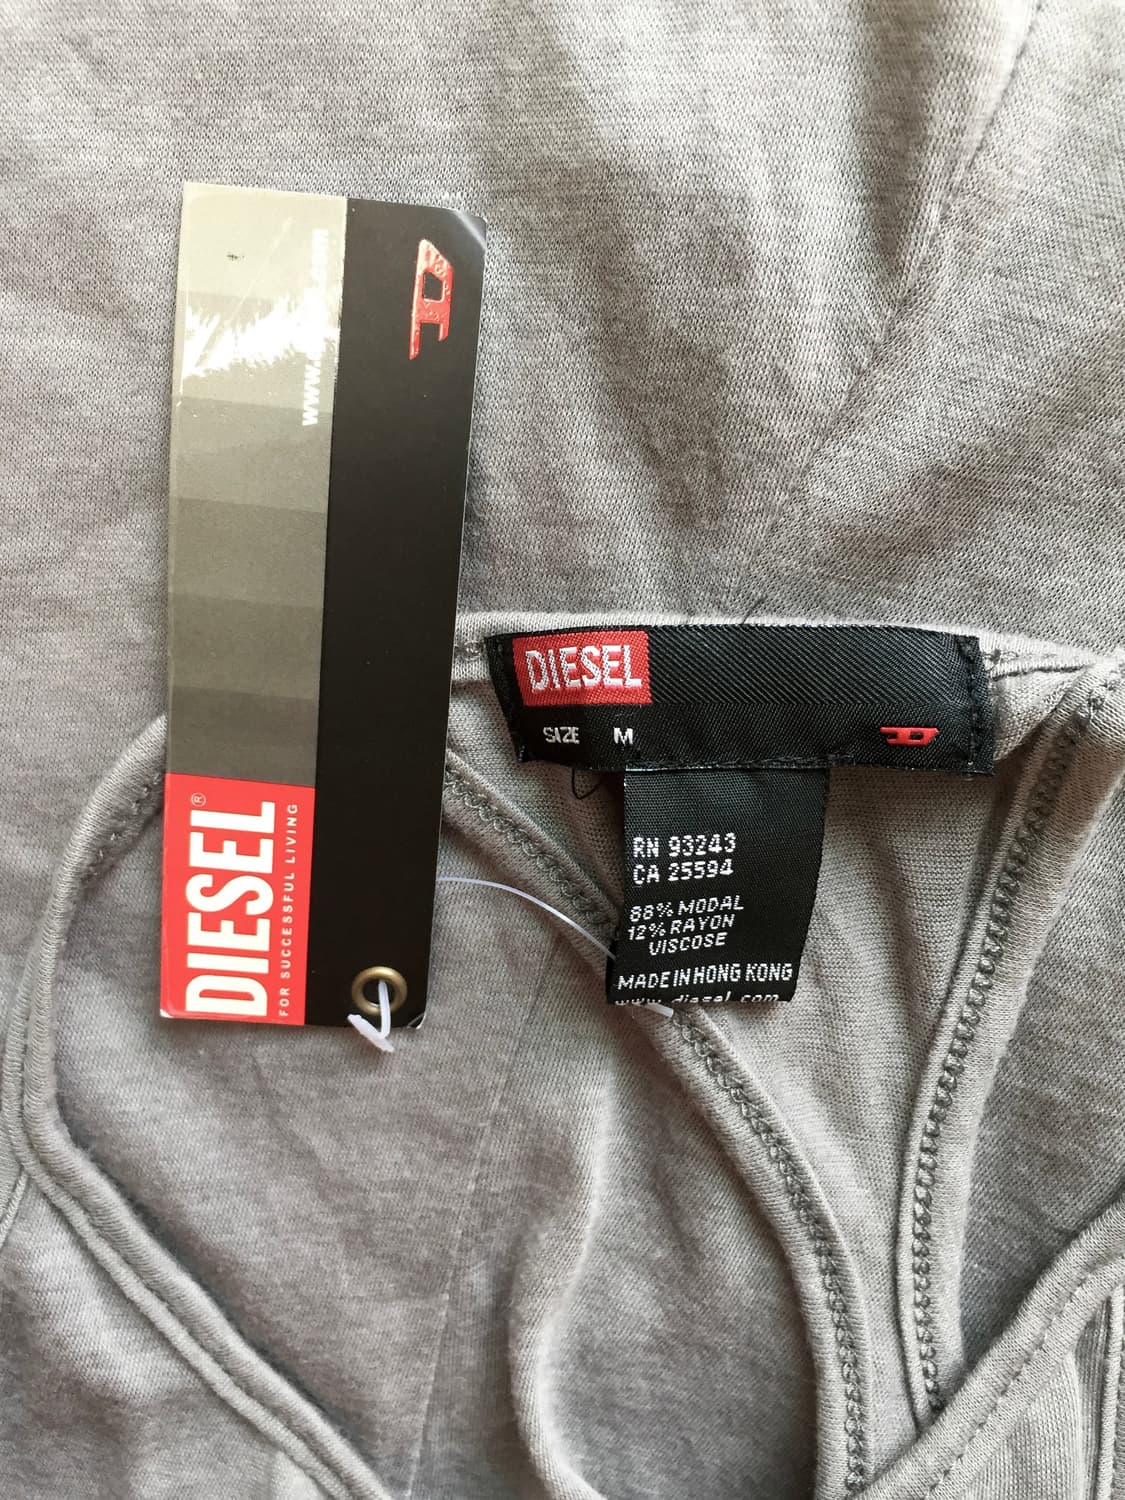 www.
DIESEL®
FOR SUCCESSFUL LIVING
DIESEL
SIZE M
RN 93243
CA 25594
88% MODAL
12% RAYON
VISCOSE
MADE IN HONG KONG
www.diesel.com